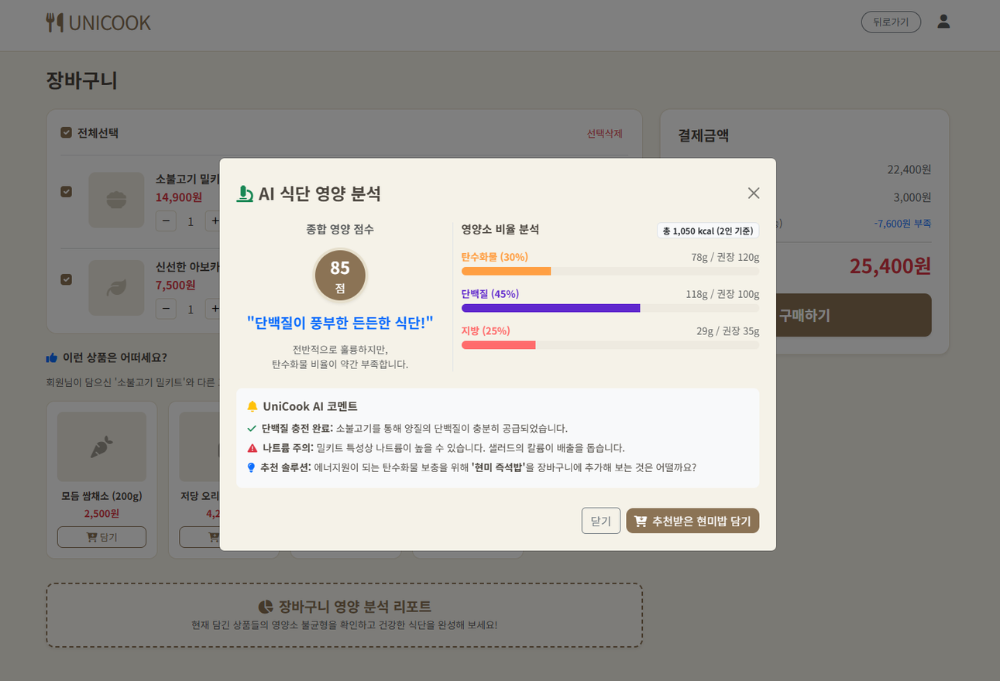 UNICOOK
뒤로가기
장바구니
전체선택
선택삭제
결제금액
22,400원
3,000원
-7,600원 부족
25,400원
구매하기
소불고기 밀키
14,900원
− 1 +
신선한 아보카
7,500원
− 1 +
AI 식단 영양 분석
종합 영양 점수
85
점
"단백질이 풍부한 든든한 식단!"
전반적으로 훌륭하지만,
탄수화물 비율이 약간 부족합니다.
영양소 비율 분석
총 1,050 kcal (2인 기준)
탄수화물 (30%)
78g / 권장 120g
단백질 (45%)
118g / 권장 100g
지방 (25%)
29g / 권장 35g
UniCook AI 코멘트
단백질 충전 완료: 소불고기를 통해 양질의 단백질이 충분히 공급되었습니다.
나트륨 주의: 밀키트 특성상 나트륨이 높을 수 있습니다. 샐러드의 칼륨이 배출을 돕습니다.
추천 솔루션: 에너지원이 되는 탄수화물 보충을 위해 '현미 즉석밥'을 장바구니에 추가해 보는 것은 어떨까요?
닫기
추천받은 현미밥 담기
이런 상품은 어떠세요?
회원님이 담으신 '소불고기 밀키트'와 다른
모듬 쌈채소 (200g)
2,500원
담기
저당 오리
4,2
장바구니 영양 분석 리포트
현재 담긴 상품들의 영양소 불균형을 확인하고 건강한 식단을 완성해 보세요!